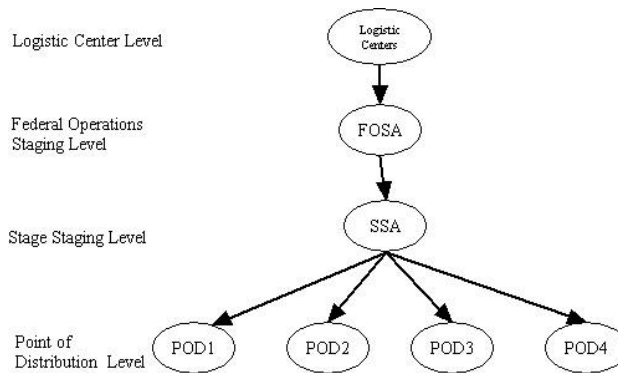 Logistic Center Level
Logistic
Centers
Federal Operations
Staging Level
FOSA
Stage Staging Level
SSA
Point of
Distribution Level
POD1
POD2
POD3
POD4